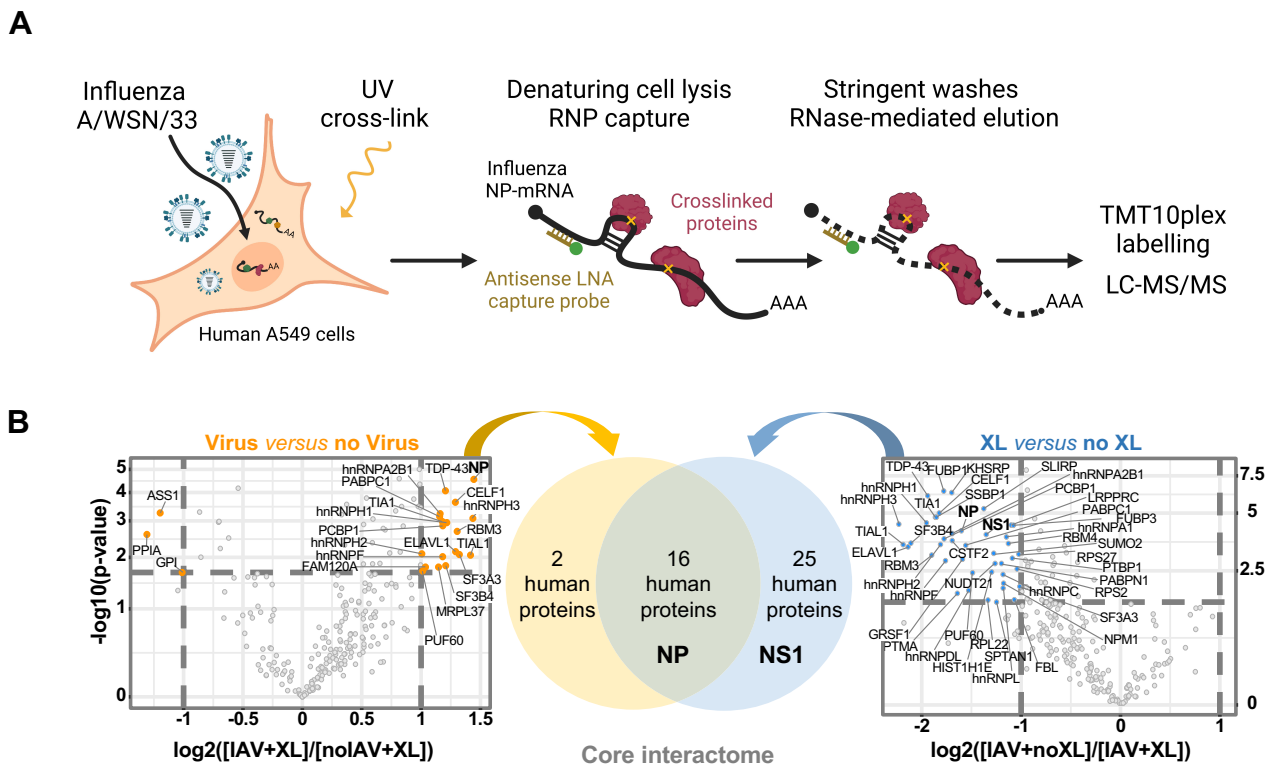 A
Influenza
A/WSN/33
UV
cross-link
Denaturing cell lysis
RNP capture
Stringent washes
RNase-mediated elution
AA
AA
Human A549 cells
Influenza
NP-mRNA
Crosslinked
proteins
Antisense LNA
capture probe
AAA
AAA
TMT10plex
labelling
LC-MS/MS
B
Virus versus no Virus
-log10(p-value)
5
4
3
2
1
0
ASS1
PPIA
GPI
hnRNPA2B1
TDP-43
NP
PABPC1
CELF1
TIA1
hnRNPH3
hnRNPH1
RBM3
PCBP1
hnRNPH2
ELAVL1
TIAL1
hnRNPF
FAM120A
SF3A3
SF3B4
MRPL37
PUF60
-1
-0.5
0
0.5
1
1.5
log2([IAV+XL]/[noIAV+XL])
2
human
proteins
16
human
proteins
25
human
proteins
NP
NS1
Core interactome
XL versus no XL
TDP-43
FUBP1
KHSRP
SLIRP
hnRNPA2B1
CELF1
hnRNPH1
SSBP1
PCBP1
hnRNPH3
TIA1
LRPPRC
NP
PABPC1
NS1
FUBP3
TIAL1
SF3B4
hnRNPA1
RBM4
SUMO2
ELAVL1
CSTF2
RPS27
RBM3
PTBP1
hnRNPH2
NUDT21
PABPN1
hnRNPF
hnRNPC
RPS2
SF3A3
GRSF1
PUF60
NPM1
PTMA
RPL22
hnRNPDL
SPTAN1
HIST1H1E
FBL
hnRNPL
7.5
5
2.5
0
-2
-1
0
1
log2([IAV+noXL]/[IAV+XL])